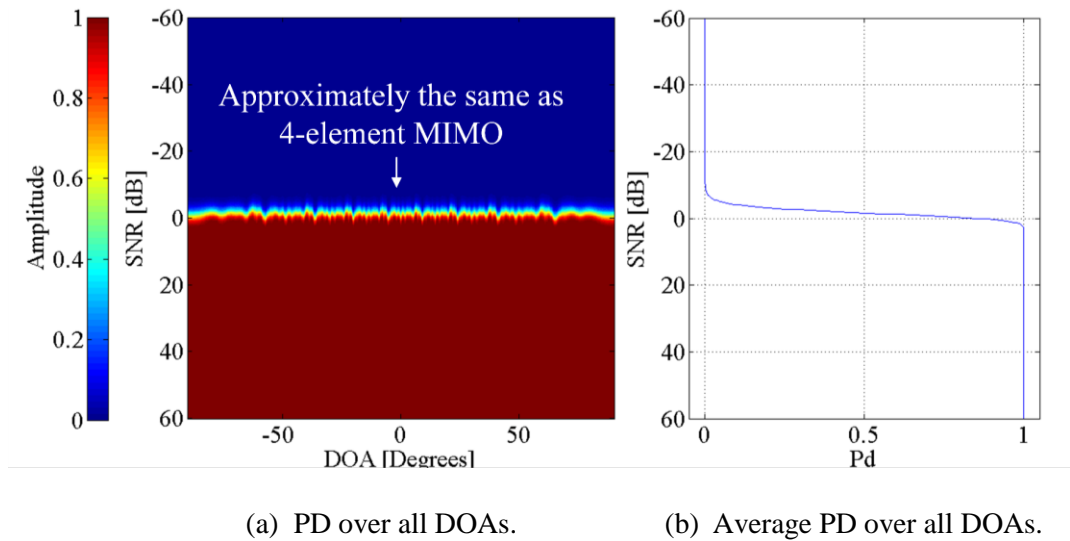 1
0.8
0.6
0.4
0.2
0
Amplitude
-60
-40
-20
0
20
40
60
SNR [dB]
Approximately the same as
4-element MIMO
-50
0
50
DOA [Degrees]
-60
-40
-20
0
20
40
60
SNR [dB]
0
0.5
1
Pd
(a) PD over all DOAs.
(b) Average PD over all DOAs.